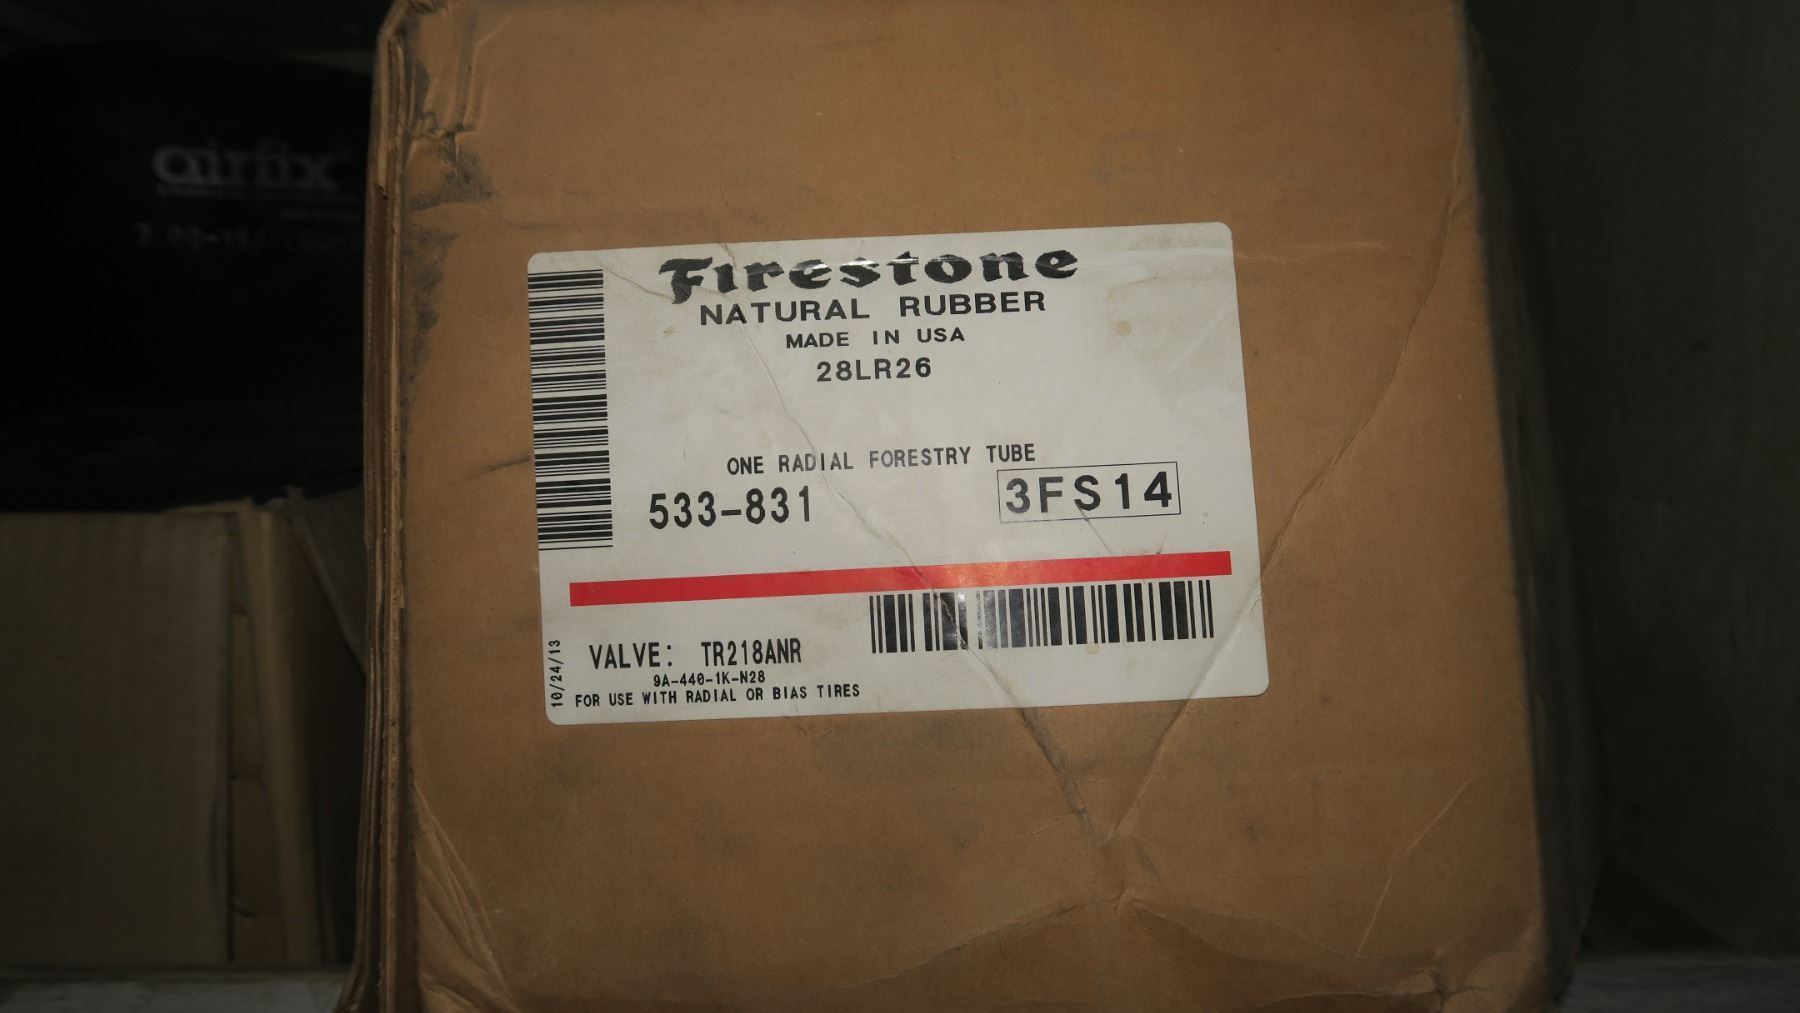 airfix
Firestone
NATURAL RUBBER
MADE IN USA
28LR26
ONE RADIAL FORESTRY TUBE
533-831
3FS14
VALVE: TR218ANR
9A-440-1K-N28
FOR USE WITH RADIAL OR BIAS TIRES
10/24/13